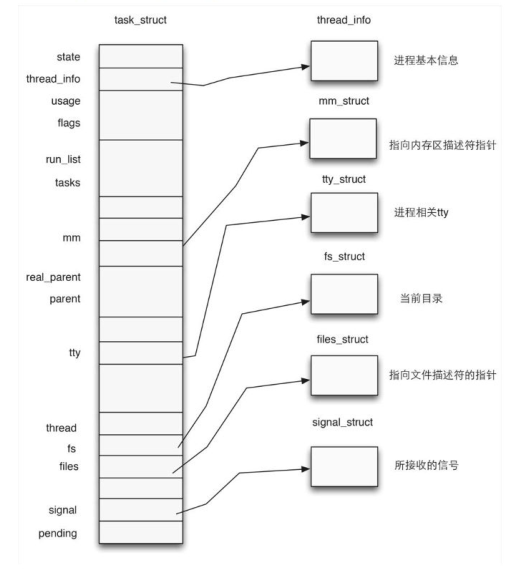 task_struct
thread_info
state
thread_info
进程基本信息
usage
mm_struct
flags
指向内存区描述符指针
run_list
tasks
tty_struct
进程相关tty
mm
fs_struct
real_parent
parent
当前目录
files_struct
tty
指向文件描述符的指针
signal_struct
thread
fs
files
所接收的信号
signal
pending